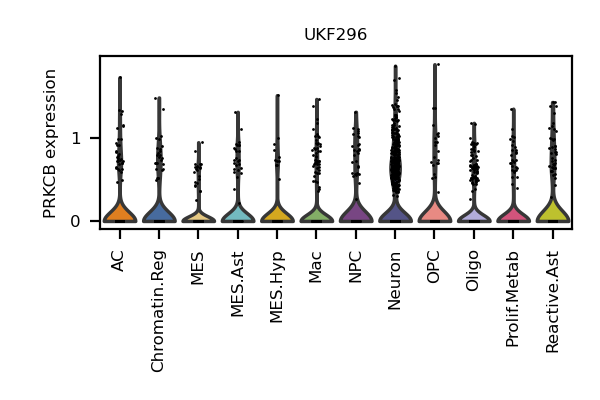 UKF296
PRKCB expression
1
0
AC
Chromatin.Reg
MES
MES.Ast
MES.Hyp
Mac
NPC
Neuron
OPC
Oligo
Prolif.Metab
Reactive.Ast